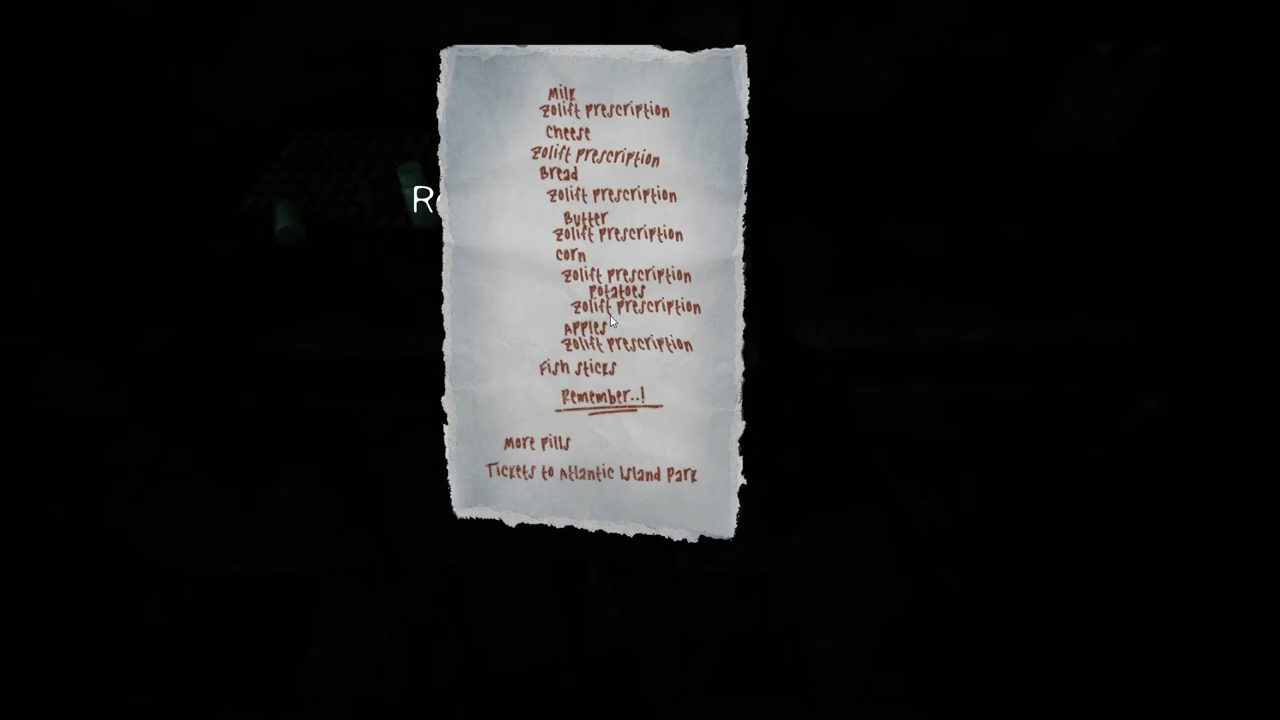 Milk
Zolift prescription
Cheese
Zolift prescription
Bread
Zolift prescription
Butter
Zolift prescription
Corn
Zolift prescription
Potatoes
Zolift prescription
Apples
Zolift prescription
Fish sticks
Remember..!
More pills
Tickets to Atlantic Island Park